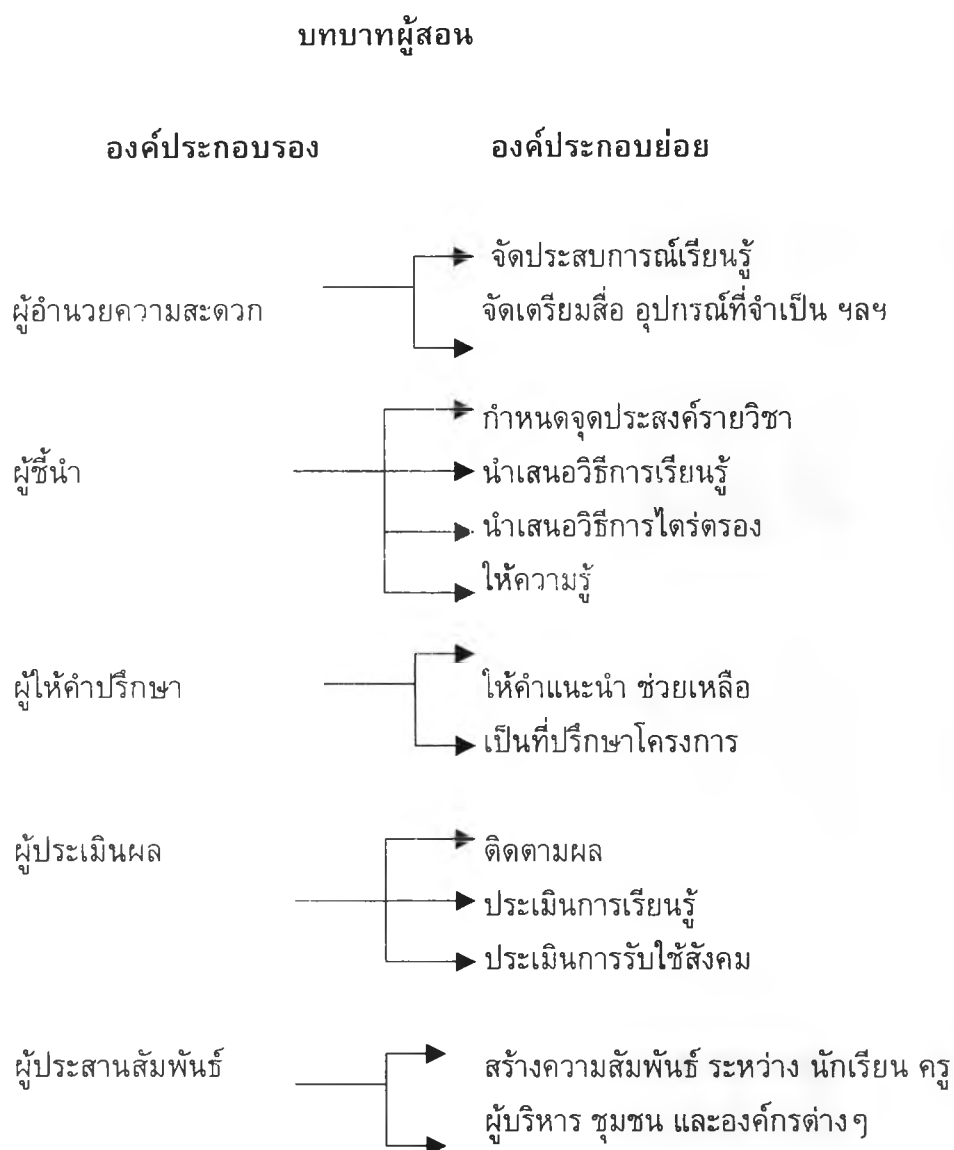 บทบาทผู้สอน
องค์ประกอบรอง องค์ประกอบย่อย
จัดประสบการณ์เรียนรู้
ผู้อำนวยความสะดวก จัดเตรียมสื่อ อุปกรณ์ที่จำเป็น ฯลฯ
กำหนดจุดประสงค์รายวิชา
ผู้ชี้นำ นำเสนอวิธีการเรียนรู้
นำเสนอวิธีการไตร่ตรอง
ให้ความรู้
ผู้ให้คำปรึกษา ให้คำแนะนำ ช่วยเหลือ
เป็นที่ปรึกษาโครงการ
ผู้ประเมินผล ติดตามผล
ประเมินการเรียนรู้
ประเมินการรับใช้สังคม
ผู้ประสานสัมพันธ์ สร้างความสัมพันธ์ ระหว่าง นักเรียน ครู
ผู้บริหาร ชุมชน และองค์กรต่างๆ